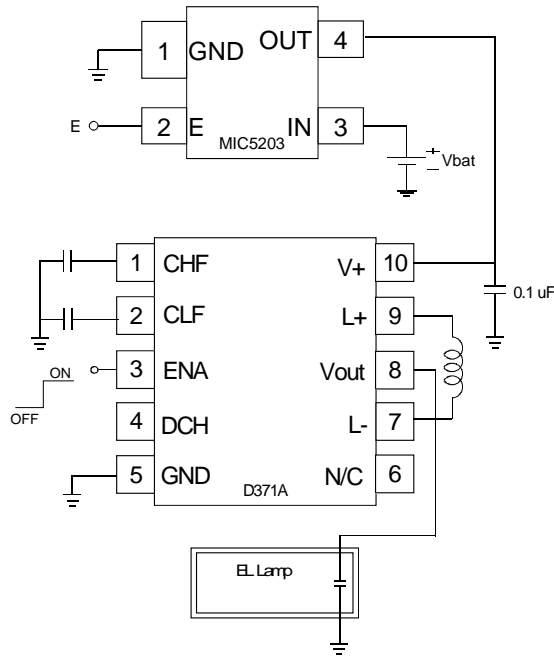 1 GND OUT 4
E 2 E IN 3
MIC5203
+ Vbat −
1 CHF V+ 10
0.1 uF
2 CLF L+ 9
ON
OFF
3 ENA Vout 8
4 DCH L- 7
5 GND N/C 6
D371A
EL Lamp